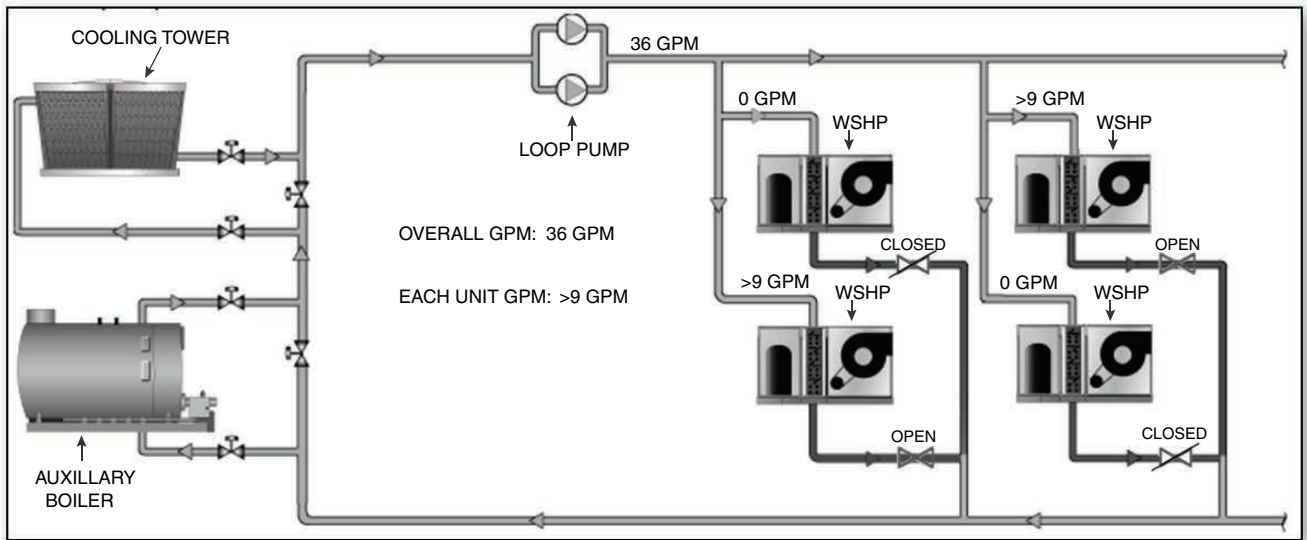 COOLING TOWER
36 GPM
0 GPM
>9 GPM
WSHP
WSHP
LOOP PUMP
OVERALL GPM: 36 GPM
CLOSED
OPEN
EACH UNIT GPM: >9 GPM
>9 GPM
WSHP
0 GPM
WSHP
OPEN
CLOSED
AUXILLARY
BOILER